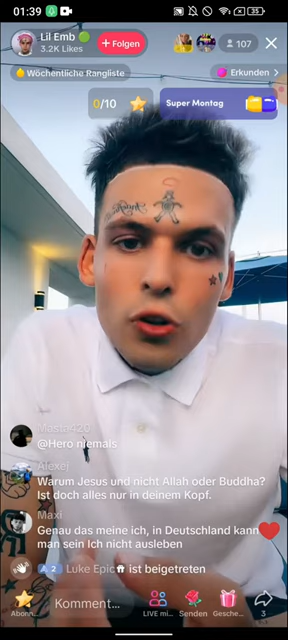 01:39
35
Lil Emb
3.2K Likes
+ Folgen
107
Wöchentliche Rangliste
Erkunden >
0/10
Super Montag
Masta420
@Hero niemals
Alexej
Warum Jesus und nicht Allah oder Buddha?
Ist doch alles nur in deinem Kopf.
Maxi
Genau das meine ich, in Deutschland kann
man sein Ich nicht ausleben
2 Luke Epic ist beigetreten
Abonn...
Komment...
LIVE mi...
Senden
Gesche...
3